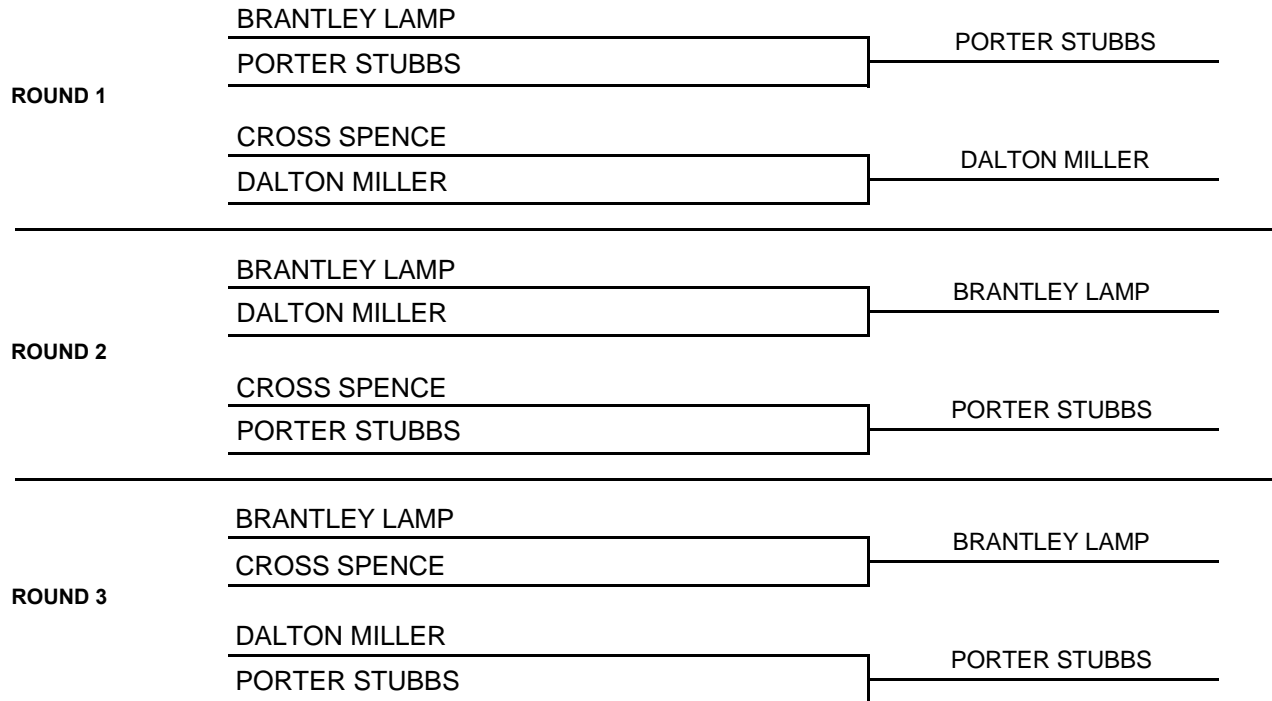 BRANTLEY LAMP
PORTER STUBBS
PORTER STUBBS
ROUND 1
CROSS SPENCE
DALTON MILLER
DALTON MILLER
BRANTLEY LAMP
BRANTLEY LAMP
DALTON MILLER
ROUND 2
CROSS SPENCE
PORTER STUBBS
PORTER STUBBS
BRANTLEY LAMP
BRANTLEY LAMP
CROSS SPENCE
ROUND 3
DALTON MILLER
PORTER STUBBS
PORTER STUBBS